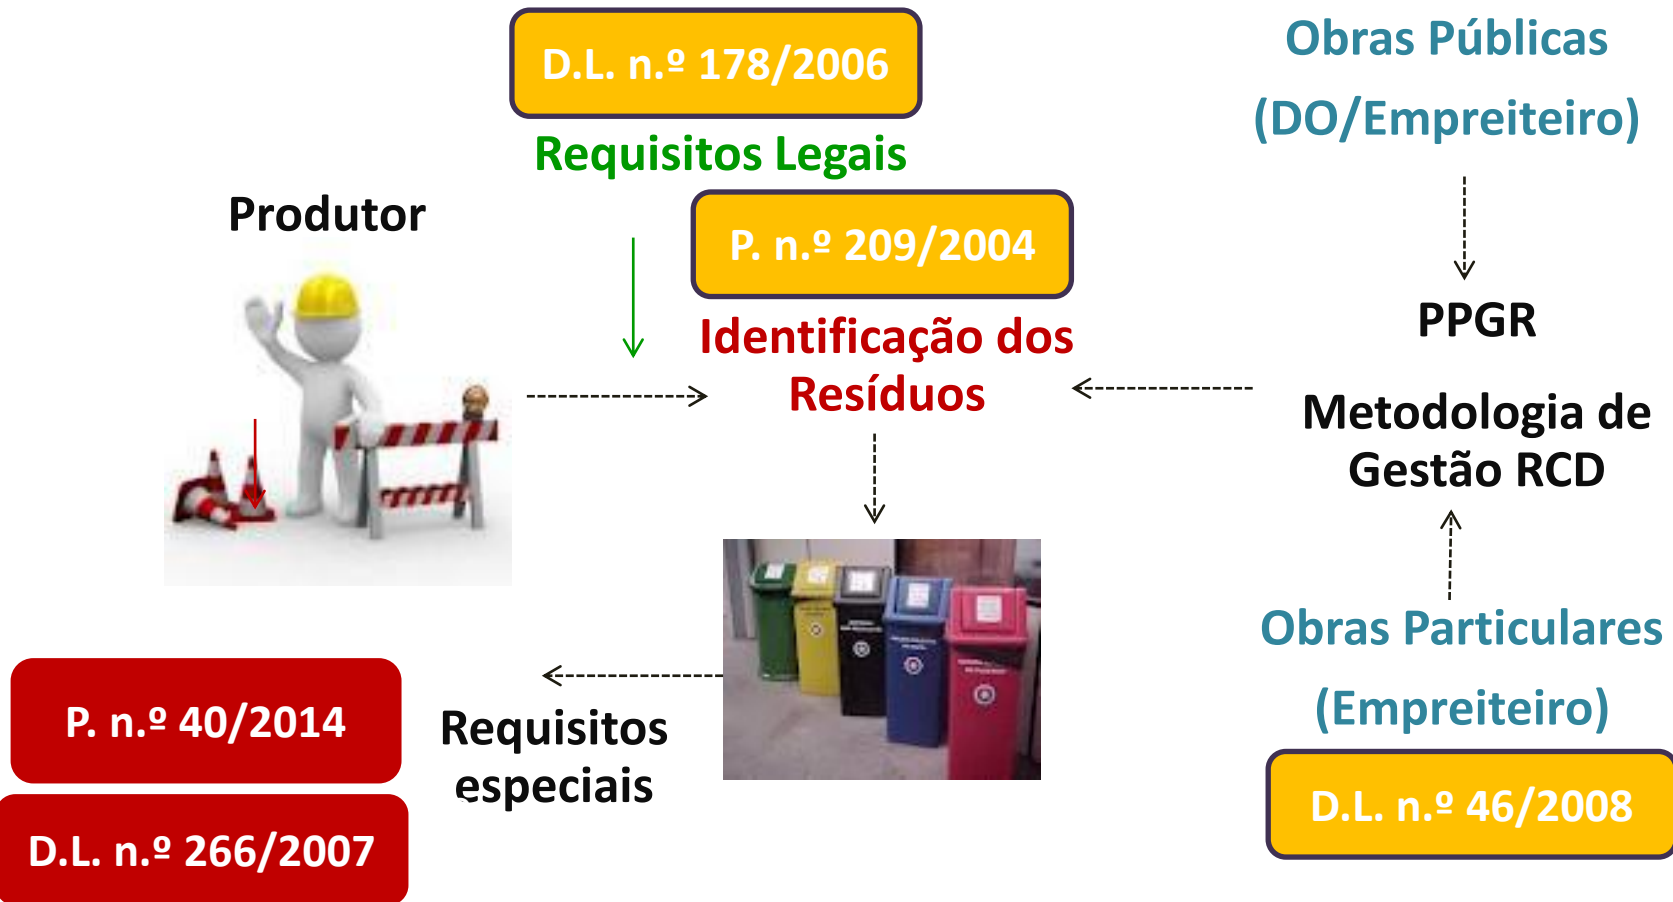 D.L. n.º 178/2006
Requisitos Legais
Produtor
P. n.º 209/2004
Identificação dos
Resíduos
Obras Públicas
(DO/Empreiteiro)
PPGR
Metodologia de
Gestão RCD
Obras Particulares
(Empreiteiro)
D.L. n.º 46/2008
Requisitos
especiais
P. n.º 40/2014
D.L. n.º 266/2007